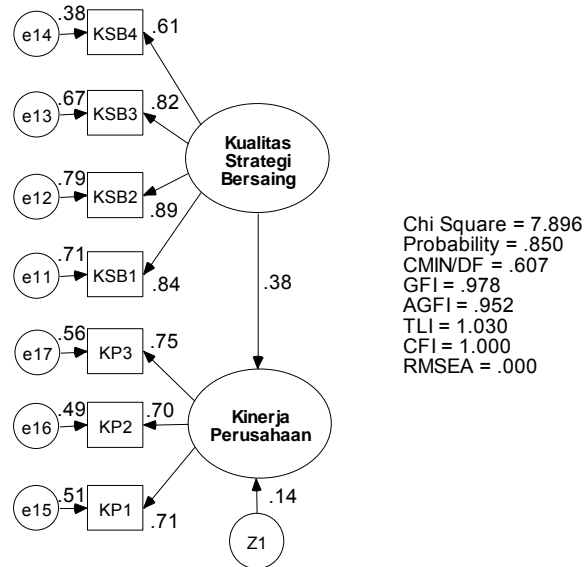 .38
e14
KSB4
.61
.67
e13
KSB3
.82
Kualitas
Strategi
Bersaing
.79
e12
KSB2
.89
.71
e11
KSB1
.84
.38
Chi Square = 7.896
Probability = .850
CMIN/DF = .607
GFI = .978
AGFI = .952
TLI = 1.030
CFI = 1.000
RMSEA = .000
.56
e17
KP3
.75
.49
e16
KP2
.70
Kinerja
Perusahaan
.51
e15
KP1
.71
.14
Z1